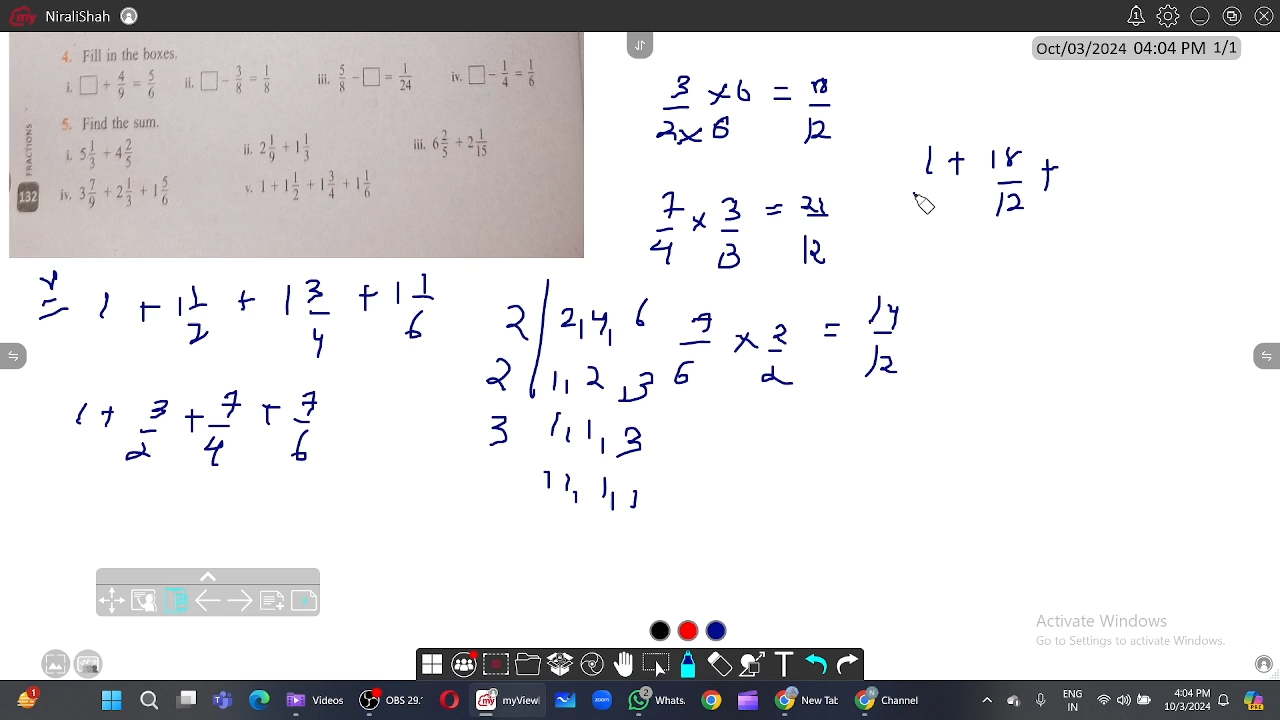 my NiraliShah
Oct/03/2024 04:04 PM 1/1
4. Fill in the boxes.
i. □ + 4/9 = 5/6 ii. □ - 3/8 = 1/8 iii. 5/8 - □ = 1/24 iv. □ - 1/4 = 1/6
5. Find the sum.
i. 5 1/3 + 4 2/5 ii. 2 1/9 + 1 1/3 iii. 6 2/5 + 2 1/15
iv. 3 7/9 + 2 1/3 + 1 5/6 v. 1 + 1 1/2 + 1 3/4 + 1 1/6
FRACTIONS
132
v
= 1 + 1 1/2 + 1 3/4 + 1 1/6
1 + 3/2 + 7/4 + 7/6
2 | 2, 4, 6
2 | 1, 2, 3
3 1, 1, 3
1, 1, 1
3/2 × 6/6 = 18/12
7/4 × 3/3 = 21/12
7/6 × 2/2 = 14/12
1 + 18/12 +
Activate Windows
Go to Settings to activate Windows.
T
1
Videos
OBS 29.
my myView
zoom
2
Whats.
New Tab
N
Channel
ENG
IN
4:04 PM
10/3/2024